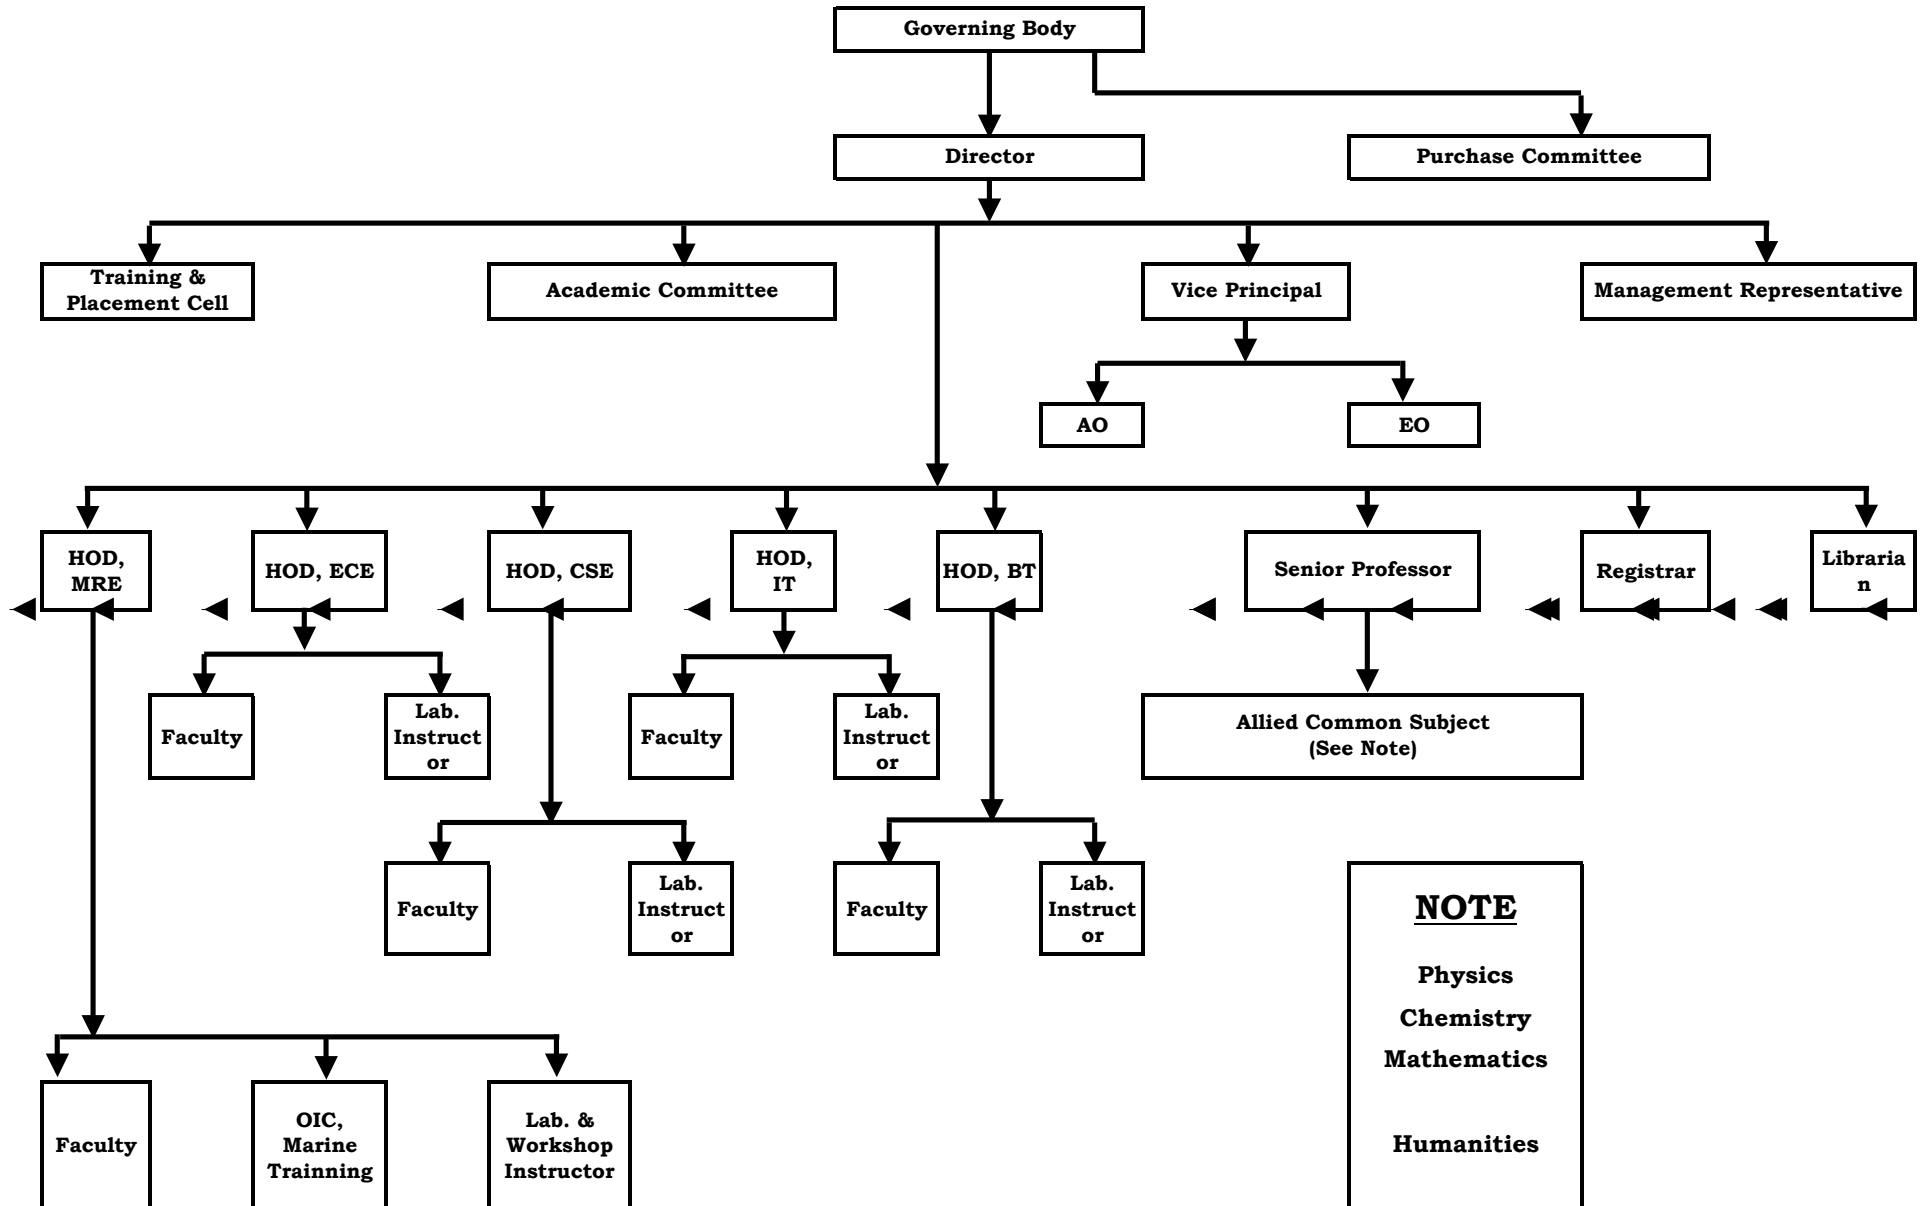 Governing Body
Director
Purchase Committee
Training &
Placement Cell
Academic Committee
Vice Principal
Management Representative
AO
EO
HOD,
MRE
HOD, ECE
HOD, CSE
HOD,
IT
HOD, BT
Senior Professor
Registrar
Libraria
n
Faculty
Lab.
Instruct
or
Faculty
Lab.
Instruct
or
Allied Common Subject
(See Note)
Faculty
Lab.
Instruct
or
Faculty
Lab.
Instruct
or
NOTE
Physics
Chemistry
Mathematics
Humanities
Faculty
OIC,
Marine
Trainning
Lab. &
Workshop
Instructor